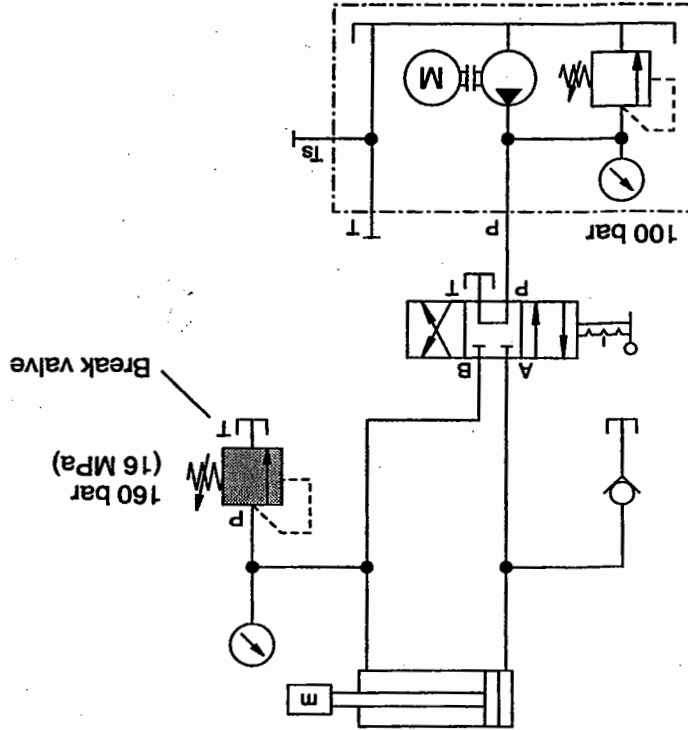 m
P
160 bar
(16 MPa)
T
Break valve
A B
P T
100 bar
P T
Ts
M